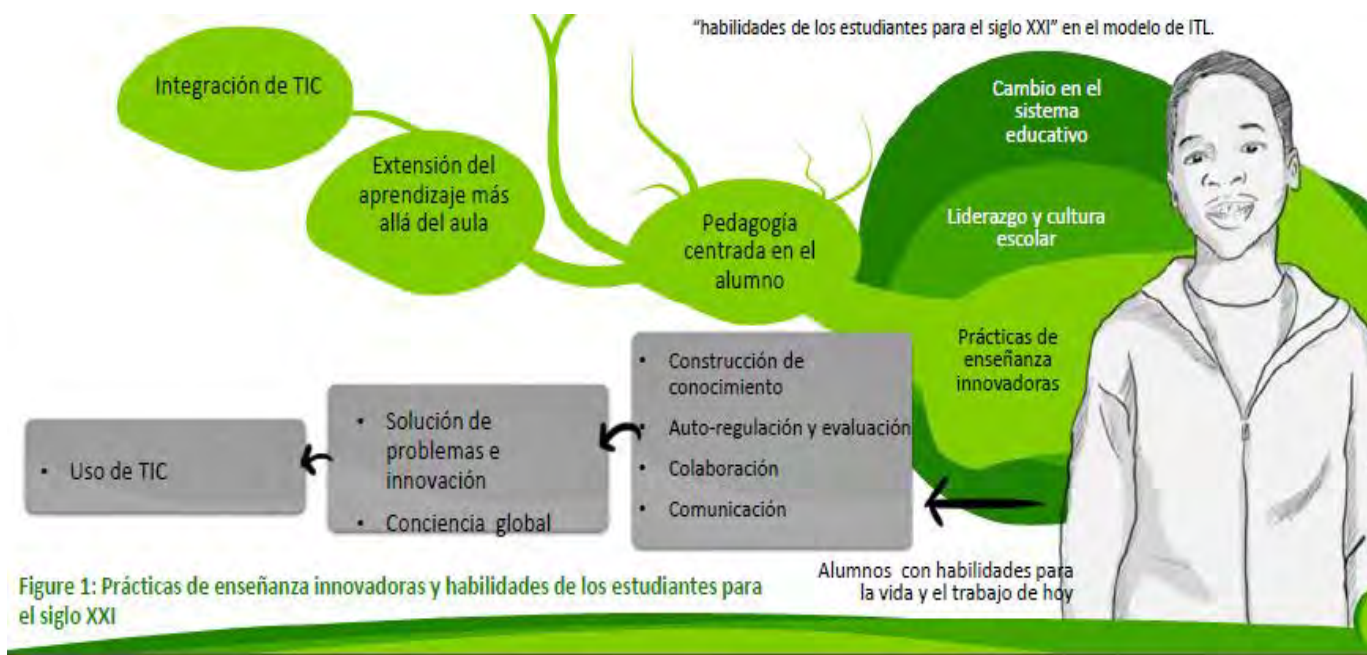 “habilidades de los estudiantes para el siglo XXI” en el modelo de ITL.
Integración de TIC
Extensión del
aprendizaje más
allá del aula
Pedagogía
centrada en el
alumno
Cambio en el
sistema
educativo
Liderazgo y cultura
escolar
Prácticas de
enseñanza
innovadoras
• Construcción de
conocimiento
• Auto-regulación y evaluación
• Colaboración
• Comunicación
• Solución de
problemas e
innovación
• Conciencia global
• Uso de TIC
Alumnos con habilidades para
la vida y el trabajo de hoy
Figure 1: Prácticas de enseñanza innovadoras y habilidades de los estudiantes para
el siglo XXI